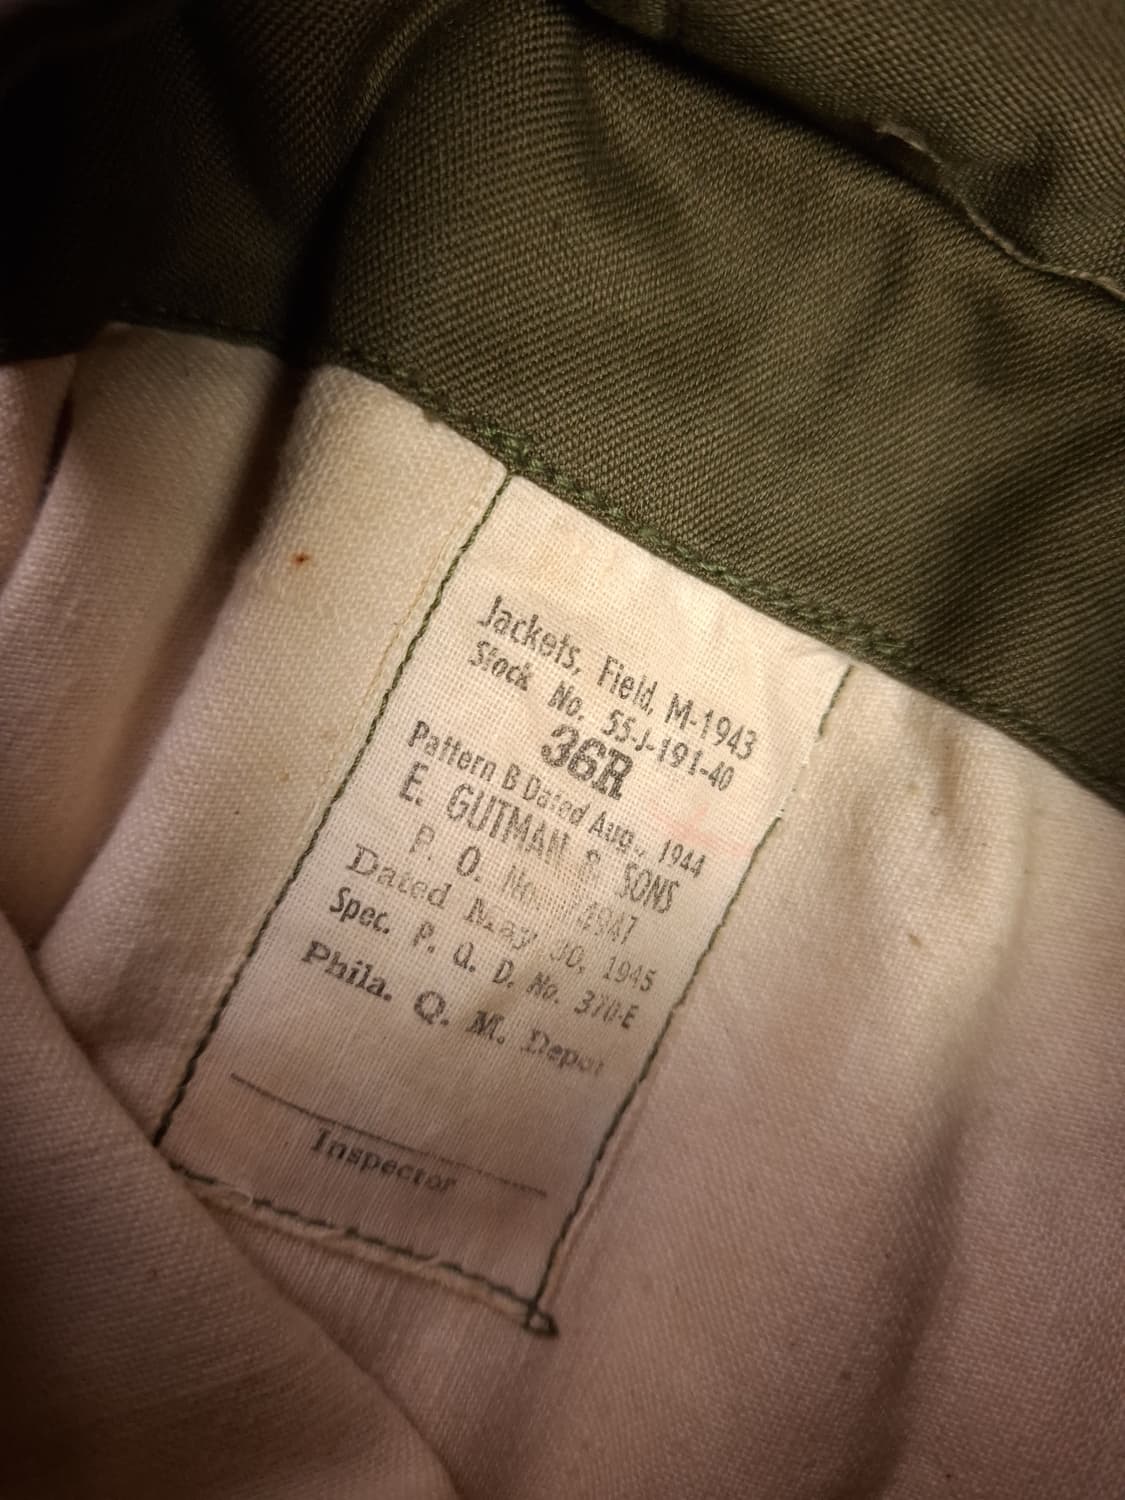 Jackets, Field, M-1943
Stock No. 55-J-191-40
36R
Pattern B Dated Aug., 1944
E. GUTMAN & SONS
P. O. No.
Dated May 30, 1945
Spec. P. Q. D. No. 370-E
Phila. Q. M. Depot
Inspector